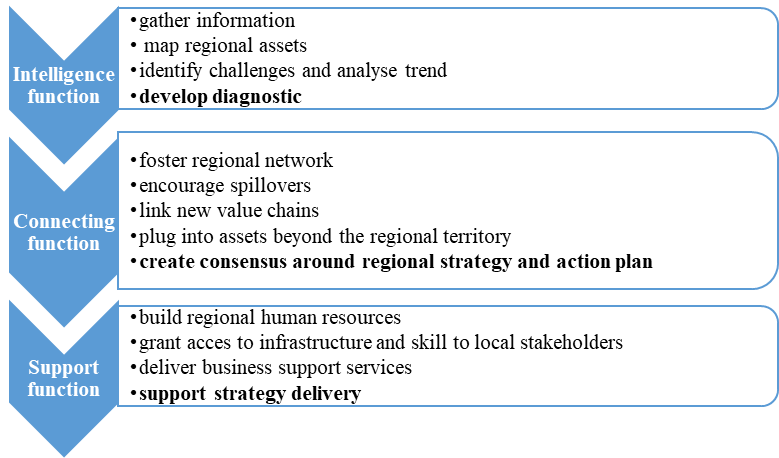 Intelligence
function
•gather information
• map regional assets
•identify challenges and analyse trend
•develop diagnostic
Connecting
function
•foster regional network
•encourage spillovers
•link new value chains
•plug into assets beyond the regional territory
•create consensus around regional strategy and action plan
Support
function
•build regional human resources
•grant acces to infrastructure and skill to local stakeholders
•deliver business support services
•support strategy delivery